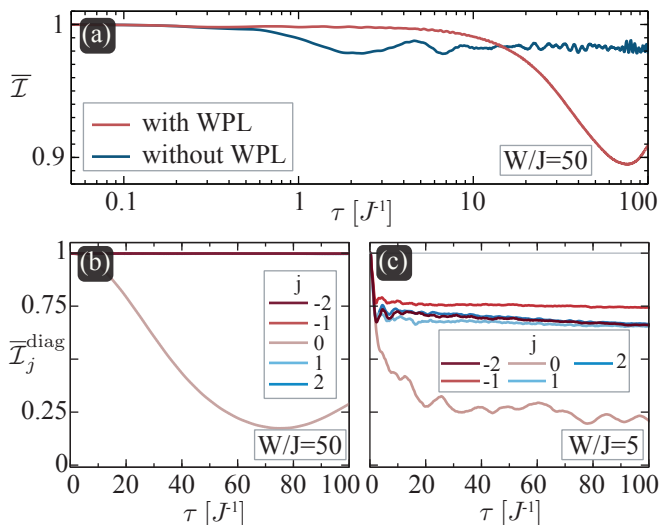 1
(a)
I̅
with WPL
without WPL
W/J=50
0.9
0.1 1 10 100
τ [J⁻¹]
1 (b) (c)
j
0.75 -2
-1
I̅ⱼᵈⁱᵃᵍ 0.5 0
1 j
2 -2 0 2
0.25 -1 1
W/J=50 W/J=5
0
0 20 40 60 80 100 0 20 40 60 80 100
τ [J⁻¹] τ [J⁻¹]